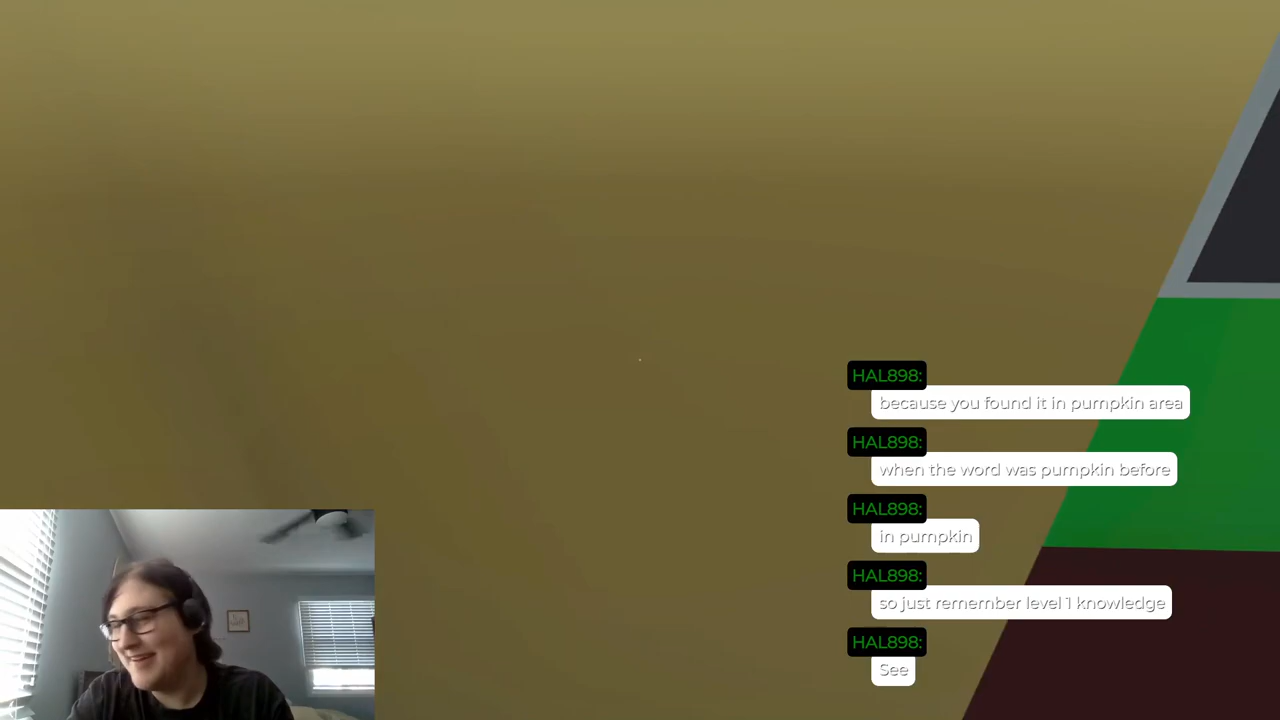 HAL898:
because you found it in pumpkin area
HAL898:
when the word was pumpkin before
HAL898:
in pumpkin
HAL898:
so just remember level 1 knowledge
HAL898:
See